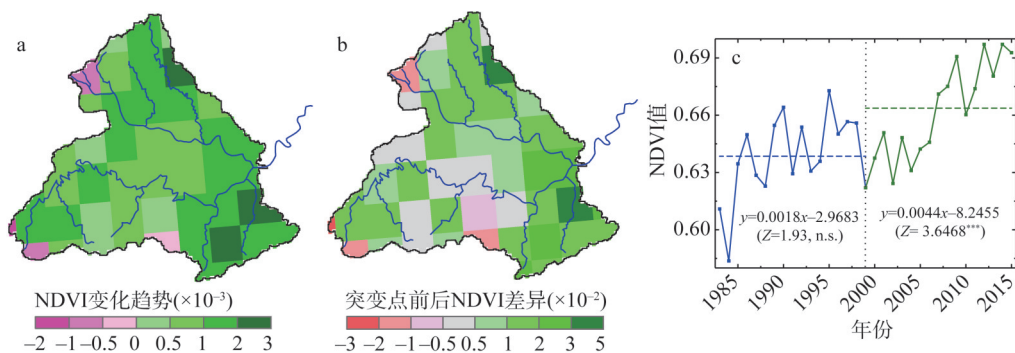 a
NDVI变化趋势(×10⁻³)
−2 −1 −0.5 0 0.5 1 2 3
b
突变点前后NDVI差异(×10⁻²)
−3 −2 −1 −0.5 0.5 1 2 3 5
c
NDVI值
0.69
0.66
0.63
0.60
y=0.0018x−2.9683
(Z=1.93, n.s.)
y=0.0044x−8.2455
(Z= 3.6468***)
1985 1990 1995 2000 2005 2010 2015
年份